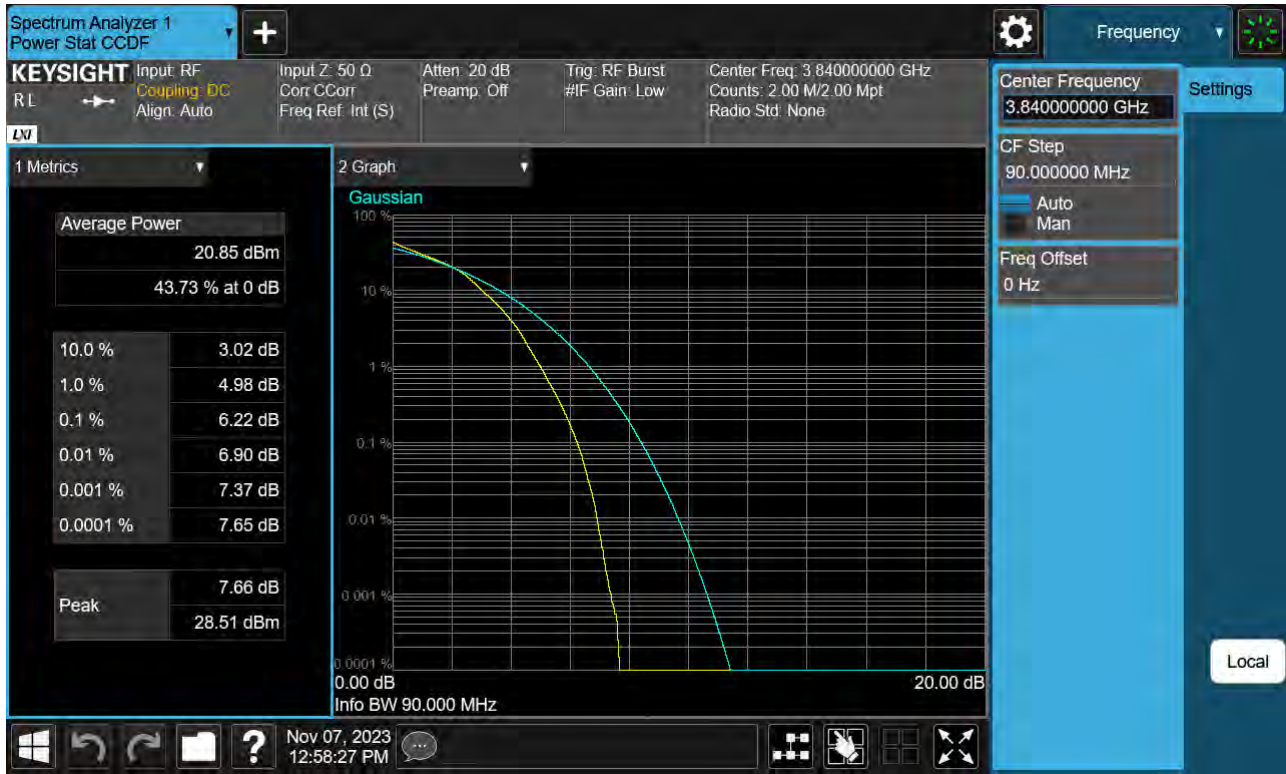 Spectrum Analyzer 1
Power Stat CCDF
Frequency
KEYSIGHT
RL
LXI
Input: RF
Coupling: DC
Align: Auto
Input Z: 50 Ω
Corr CCorr
Freq Ref: Int (S)
Atten: 20 dB
Preamp: Off
Trig: RF Burst
#IF Gain: Low
Center Freq: 3.840000000 GHz
Counts: 2.00 M/2.00 Mpt
Radio Std: None
Center Frequency
3.840000000 GHz
Settings
CF Step
90.000000 MHz
Auto
Man
Freq Offset
0 Hz
Local
1 Metrics
Average Power
20.85 dBm
43.73 % at 0 dB
10.0 % 3.02 dB
1.0 % 4.98 dB
0.1 % 6.22 dB
0.01 % 6.90 dB
0.001 % 7.37 dB
0.0001 % 7.65 dB
Peak
7.66 dB
28.51 dBm
2 Graph
Gaussian
100 %
10 %
1 %
0.1 %
0.01 %
0.001 %
0.0001 %
0.00 dB 20.00 dB
Info BW 90.000 MHz
?
Nov 07, 2023
12:58:27 PM